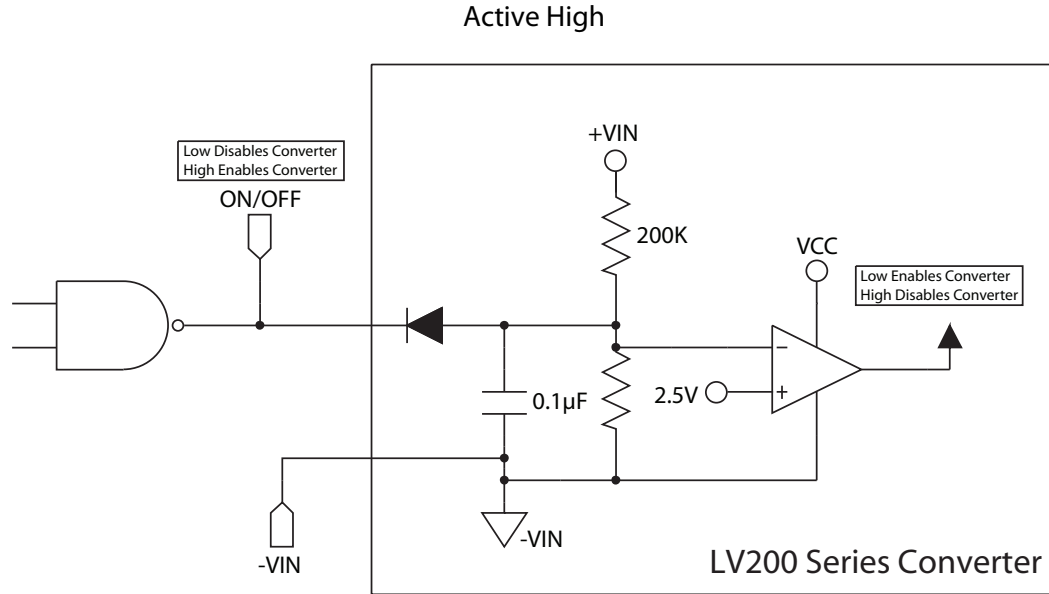 Active High
Low Disables Converter
High Enables Converter
ON/OFF
+VIN
200K
VCC
Low Enables Converter
High Disables Converter
−
2.5V
+
0.1µF
-VIN
-VIN
LV200 Series Converter